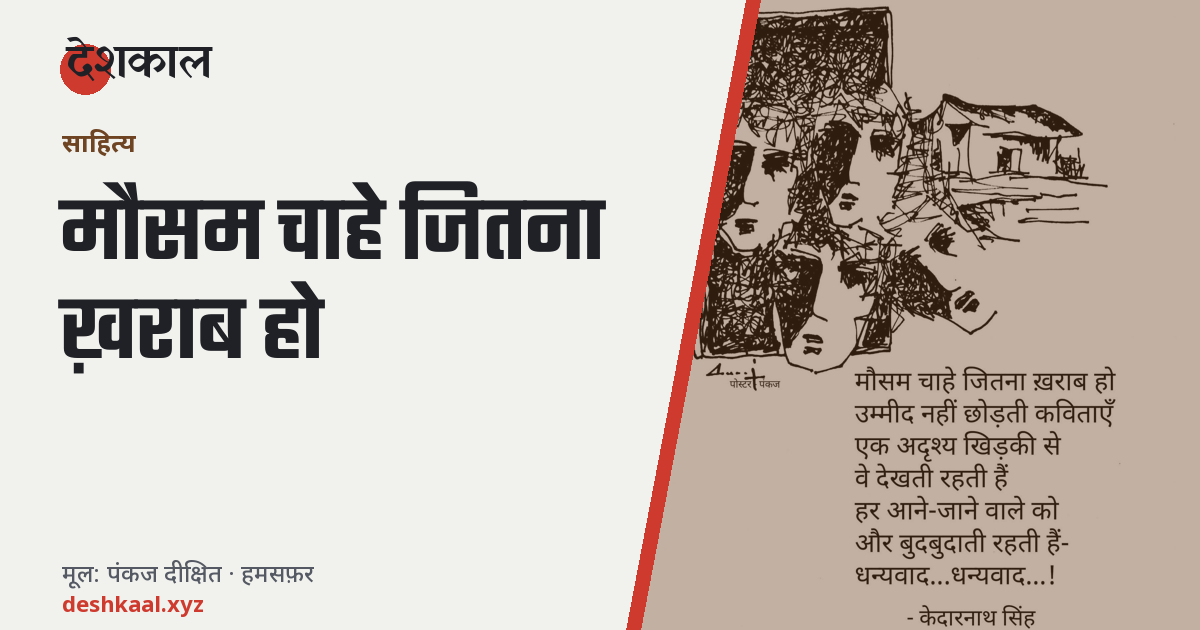 देशकाल
साहित्य
मौसम चाहे जितना
ख़राब हो
मूल: पंकज दीक्षित · हमसफ़र
deshkaal.xyz
पोस्टर पंकज
मौसम चाहे जितना ख़राब हो
उम्मीद नहीं छोड़ती कविताएँ
एक अदृश्य खिड़की से
वे देखती रहती हैं
हर आने-जाने वाले को
और बुदबुदाती रहती हैं-
धन्यवाद...धन्यवाद...!
- केदारनाथ सिंह